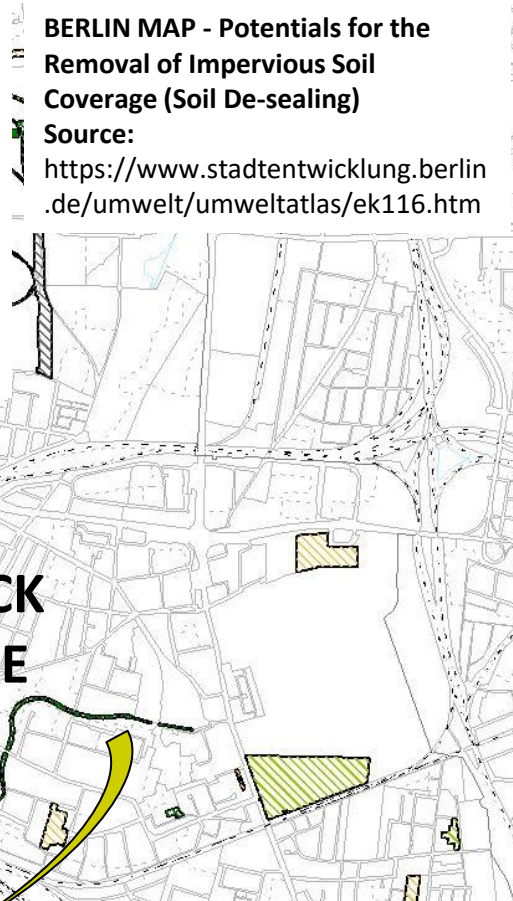 BERLIN MAP - Potentials for the
Removal of Impervious Soil
Coverage (Soil De-sealing)
Source:
https://www.stadtentwicklung.berlin
.de/umwelt/umweltatlas/ek116.htm
CK
E